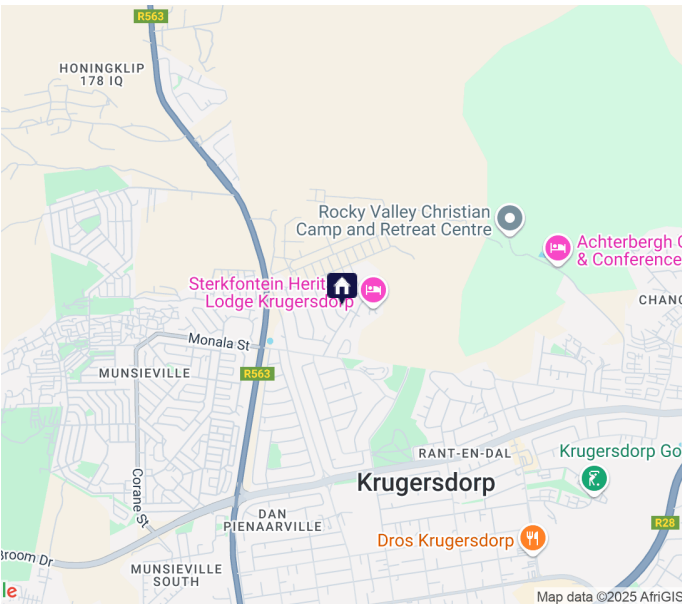 R563
HONINGKLIP
178 IQ
Rocky Valley Christian
Camp and Retreat Centre
Achterbergh C
& Conference
Sterkfontein Herit
Lodge Krugersdorp
CHANC
Monala St
MUNSIEVILLE
R563
RANT-EN-DAL
Krugersdorp Go
Krugersdorp
Corane St
DAN
PIENAARVILLE
R28
Dros Krugersdorp
Broom Dr
MUNSIEVILLE
SOUTH
le
Map data ©2025 AfriGIS